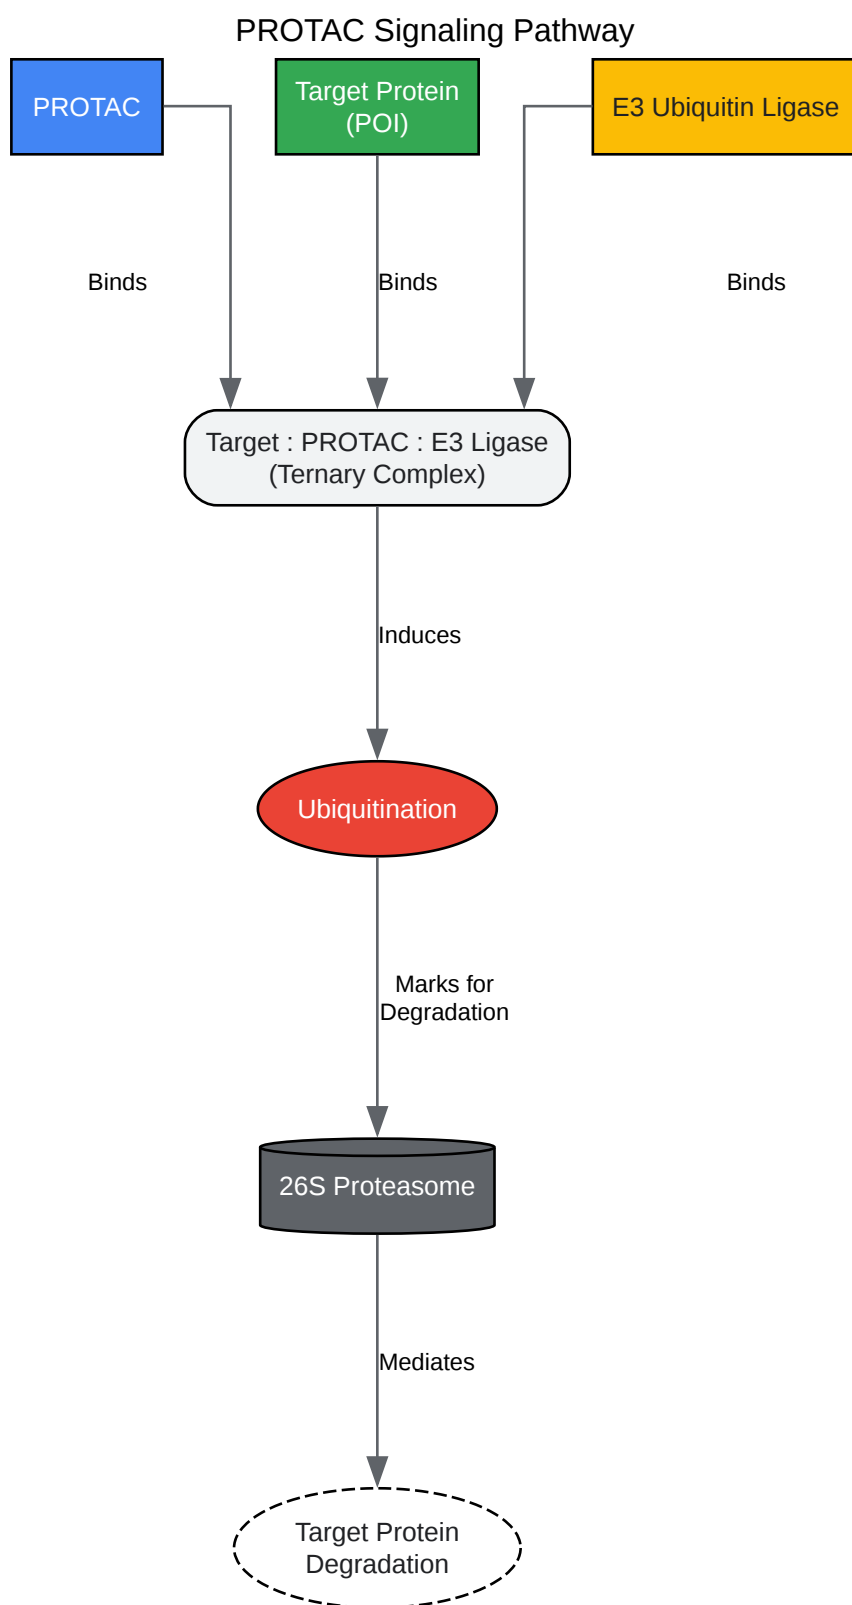 PROTAC Signaling Pathway
PROTAC
Target Protein
(POI)
E3 Ubiquitin Ligase
Binds
Binds
Binds
Target : PROTAC : E3 Ligase
(Ternary Complex)
Induces
Ubiquitination
Marks for
Degradation
26S Proteasome
Mediates
Target Protein
Degradation